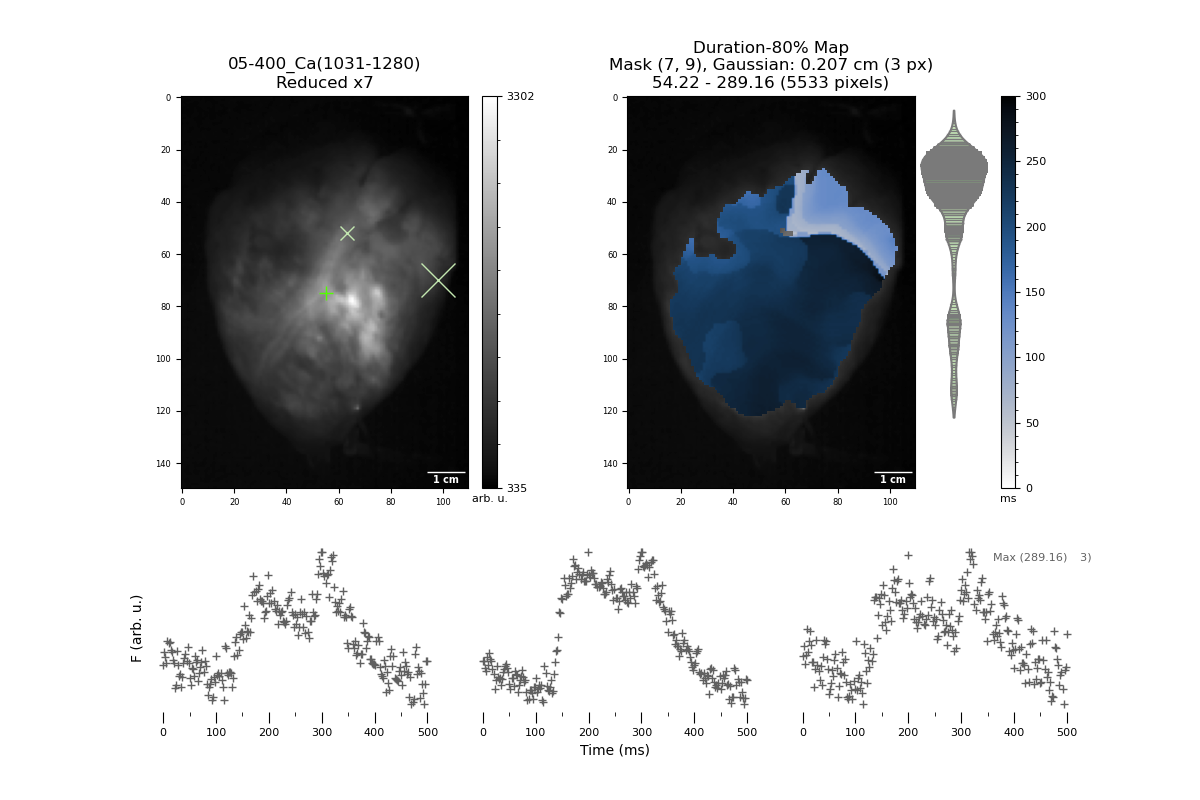 05-400_Ca(1031-1280)
Reduced x7
Duration-80% Map
Mask (7, 9), Gaussian: 0.207 cm (3 px)
54.22 - 289.16 (5533 pixels)
0
20
40
60
80
100
120
140
0 20 40 60 80 100
1 cm
3302
335
arb. u.
0
20
40
60
80
100
120
140
0 20 40 60 80 100
1 cm
300
250
200
150
100
50
0
ms
F (arb. u.)
Max (289.16) 3)
0 100 200 300 400 500
0 100 200 300 400 500
0 100 200 300 400 500
Time (ms)